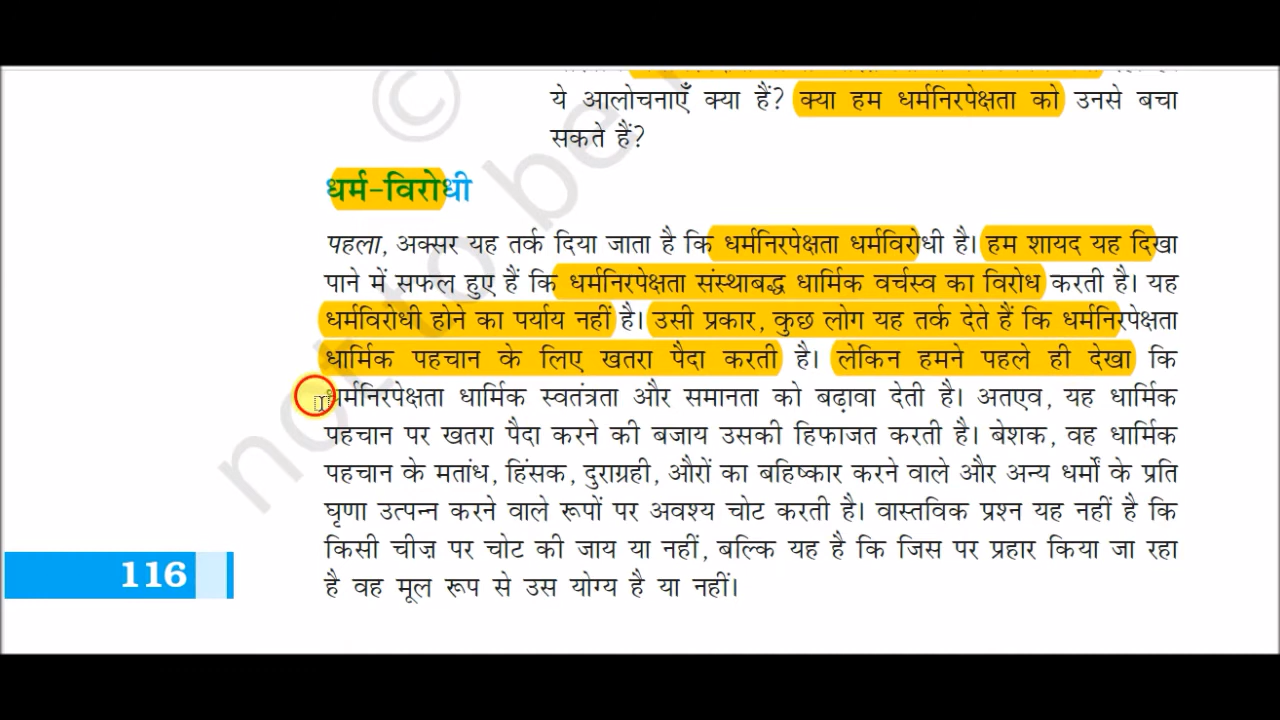 ये आलोचनाएँ क्या हैं? क्या हम धर्मनिरपेक्षता को उनसे बचा
सकते हैं?
धर्म-विरोधी
पहला, अक्सर यह तर्क दिया जाता है कि धर्मनिरपेक्षता धर्मविरोधी है। हम शायद यह दिखा
पाने में सफल हुए हैं कि धर्मनिरपेक्षता संस्थाबद्ध धार्मिक वर्चस्व का विरोध करती है। यह
धर्मविरोधी होने का पर्याय नहीं है। उसी प्रकार, कुछ लोग यह तर्क देते हैं कि धर्मनिरपेक्षता
धार्मिक पहचान के लिए खतरा पैदा करती है। लेकिन हमने पहले ही देखा कि
धर्मनिरपेक्षता धार्मिक स्वतंत्रता और समानता को बढ़ावा देती है। अतएव, यह धार्मिक
पहचान पर खतरा पैदा करने की बजाय उसकी हिफाजत करती है। बेशक, वह धार्मिक
पहचान के मतांध, हिंसक, दुराग्रही, औरों का बहिष्कार करने वाले और अन्य धर्मों के प्रति
घृणा उत्पन्न करने वाले रूपों पर अवश्य चोट करती है। वास्तविक प्रश्न यह नहीं है कि
किसी चीज़ पर चोट की जाय या नहीं, बल्कि यह है कि जिस पर प्रहार किया जा रहा
है वह मूल रूप से उस योग्य है या नहीं।
116
© not to be